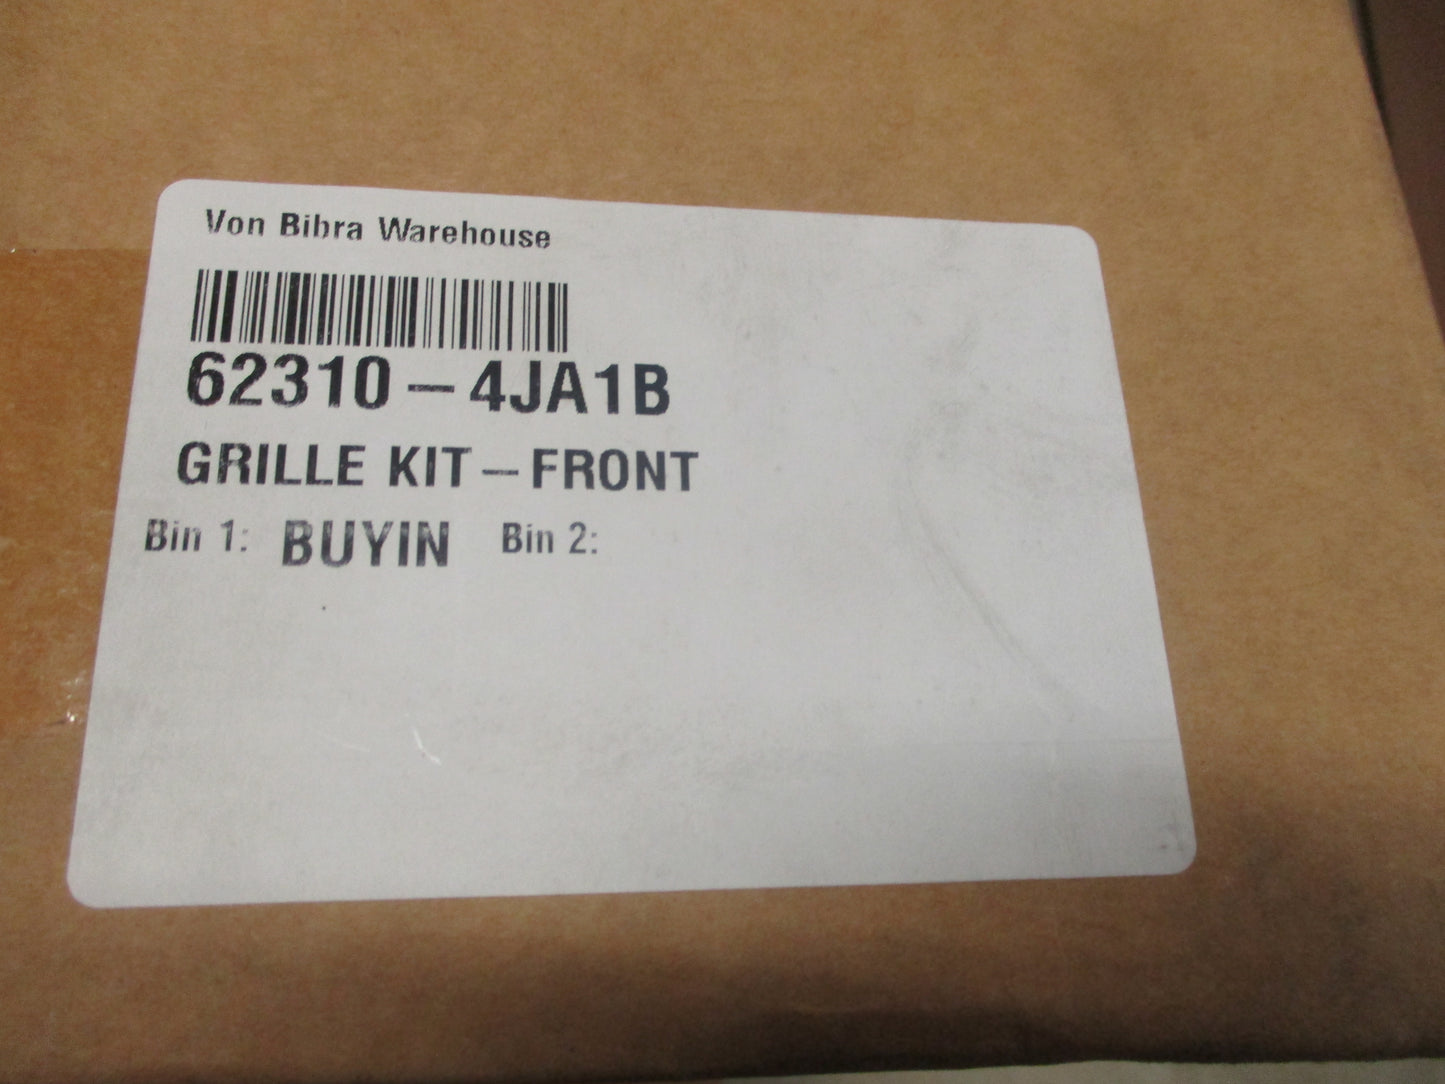 Von Bibra Warehouse
62310-4JA1B
GRILLE KIT-FRONT
Bin 1: BUYIN Bin 2: